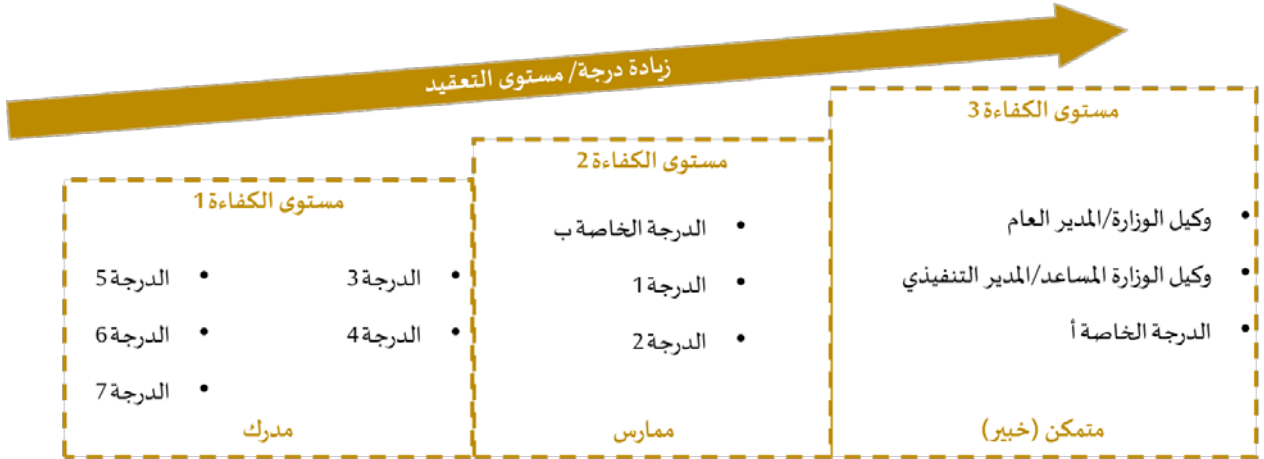 زيادة درجة/ مستوى التعقيد
مستوى الكفاءة 3
وكيل الوزارة/المدير العام
وكيل الوزارة المساعد/المدير التنفيذي
الدرجة الخاصة أ
متمكن (خبير)
مستوى الكفاءة 2
الدرجة الخاصة ب
الدرجة 1
الدرجة 2
ممارس
مستوى الكفاءة 1
الدرجة 3
الدرجة 4
الدرجة 5
الدرجة 6
الدرجة 7
مدرك